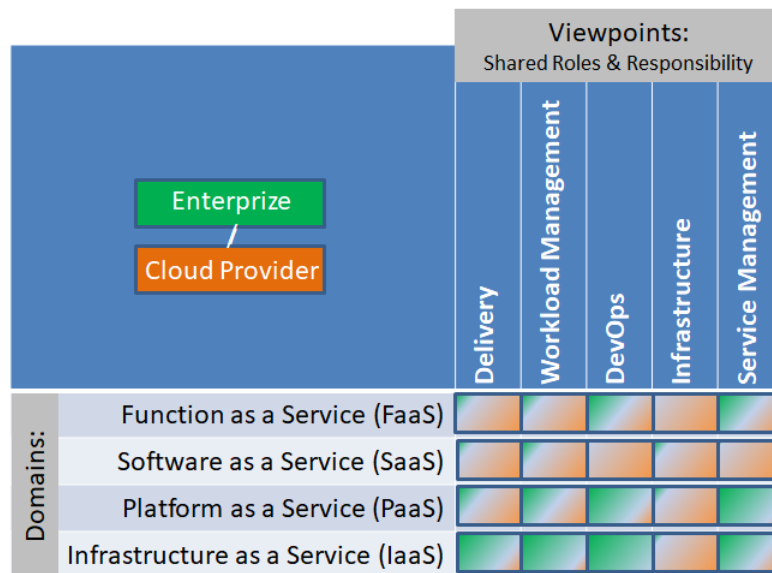 Viewpoints:
Shared Roles & Responsibility
Enterprize
Cloud Provider
Delivery
Workload Management
DevOps
Infrastructure
Service Management
Domains:
Function as a Service (FaaS)
Software as a Service (SaaS)
Platform as a Service (PaaS)
Infrastructure as a Service (IaaS)